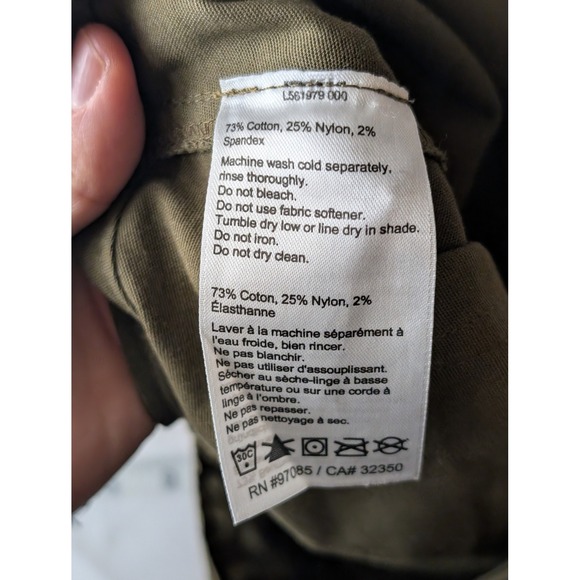 L561979 000
73% Cotton, 25% Nylon, 2%
Spandex
Machine wash cold separately,
rinse thoroughly.
Do not bleach.
Do not use fabric softener.
Tumble dry low or line dry in shade.
Do not iron.
Do not dry clean.
73% Coton, 25% Nylon, 2%
Élasthanne
Laver à la machine séparément à
l'eau froide, bien rincer.
Ne pas blanchir.
Ne pas utiliser d'assouplissant.
Sécher au sèche-linge à basse
température ou sur une corde à
linge à l'ombre.
Ne pas repasser.
Ne pas nettoyage à sec.
30C
RN #97085 / CA# 32350